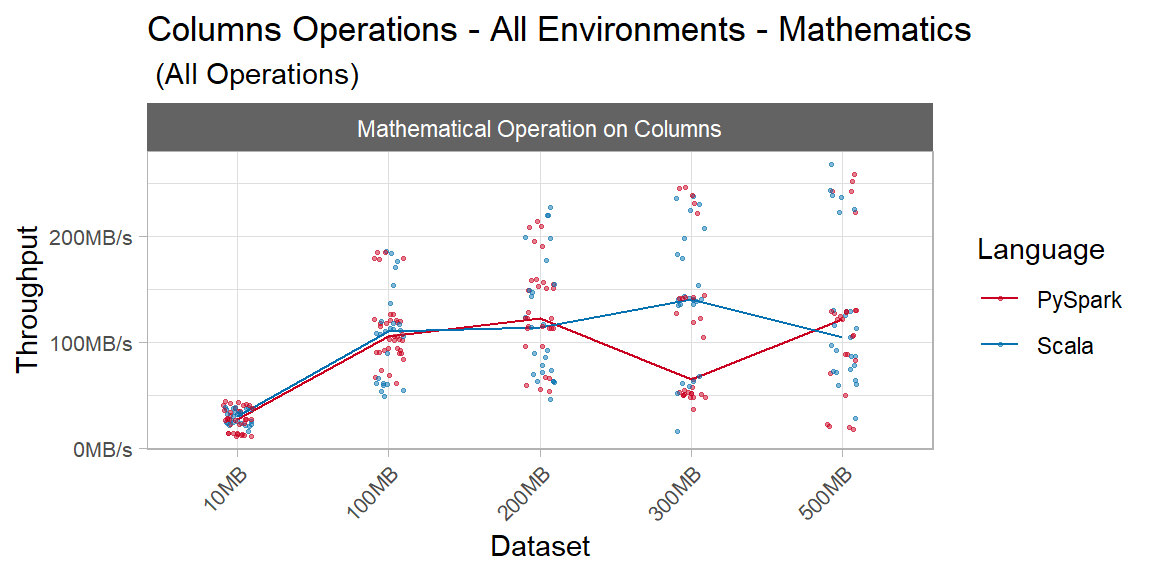 Columns Operations - All Environments - Mathematics
(All Operations)
Mathematical Operation on Columns
Throughput
200MB/s
100MB/s
0MB/s
10MB
100MB
200MB
300MB
500MB
Dataset
Language
PySpark
Scala